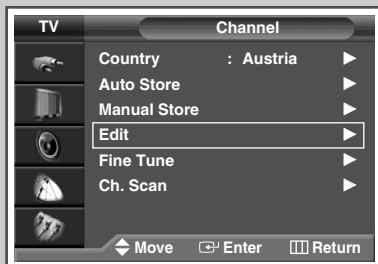 TV Channel
Country : Austria
Auto Store
Manual Store
Edit
Fine Tune
Ch. Scan
Move Enter Return